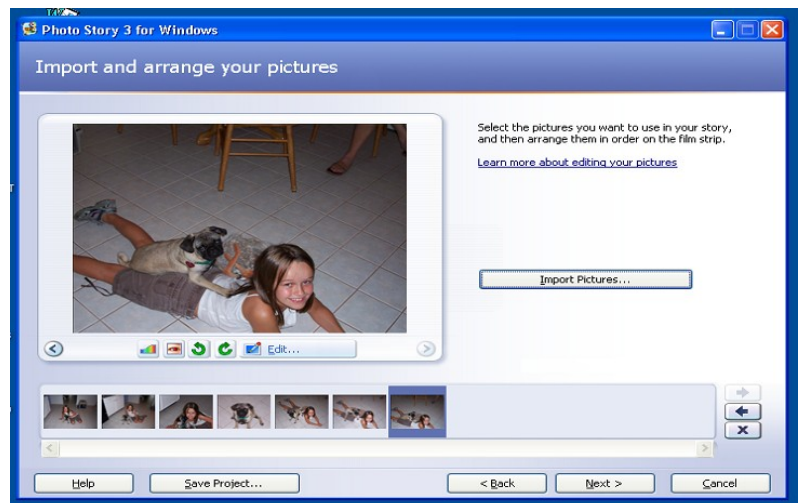 Photo Story 3 for Windows
Import and arrange your pictures
Select the pictures you want to use in your story,
and then arrange them in order on the film strip.
Learn more about editing your pictures
Import Pictures...
Edit...
Help
Save Project...
< Back
Next >
Cancel